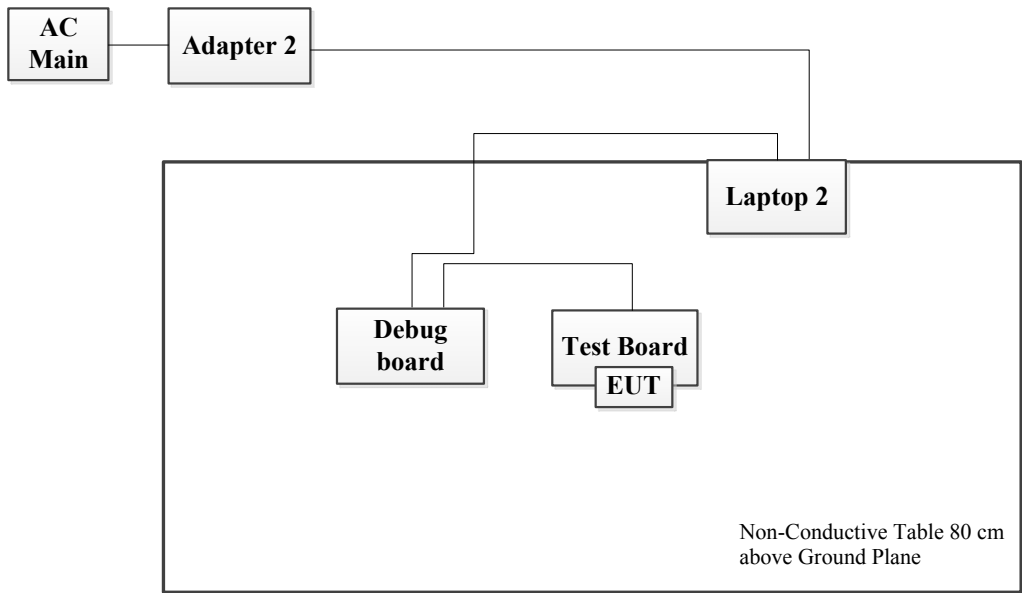 AC
Main
Adapter 2
Laptop 2
Debug
board
Test Board
EUT
Non-Conductive Table 80 cm
above Ground Plane